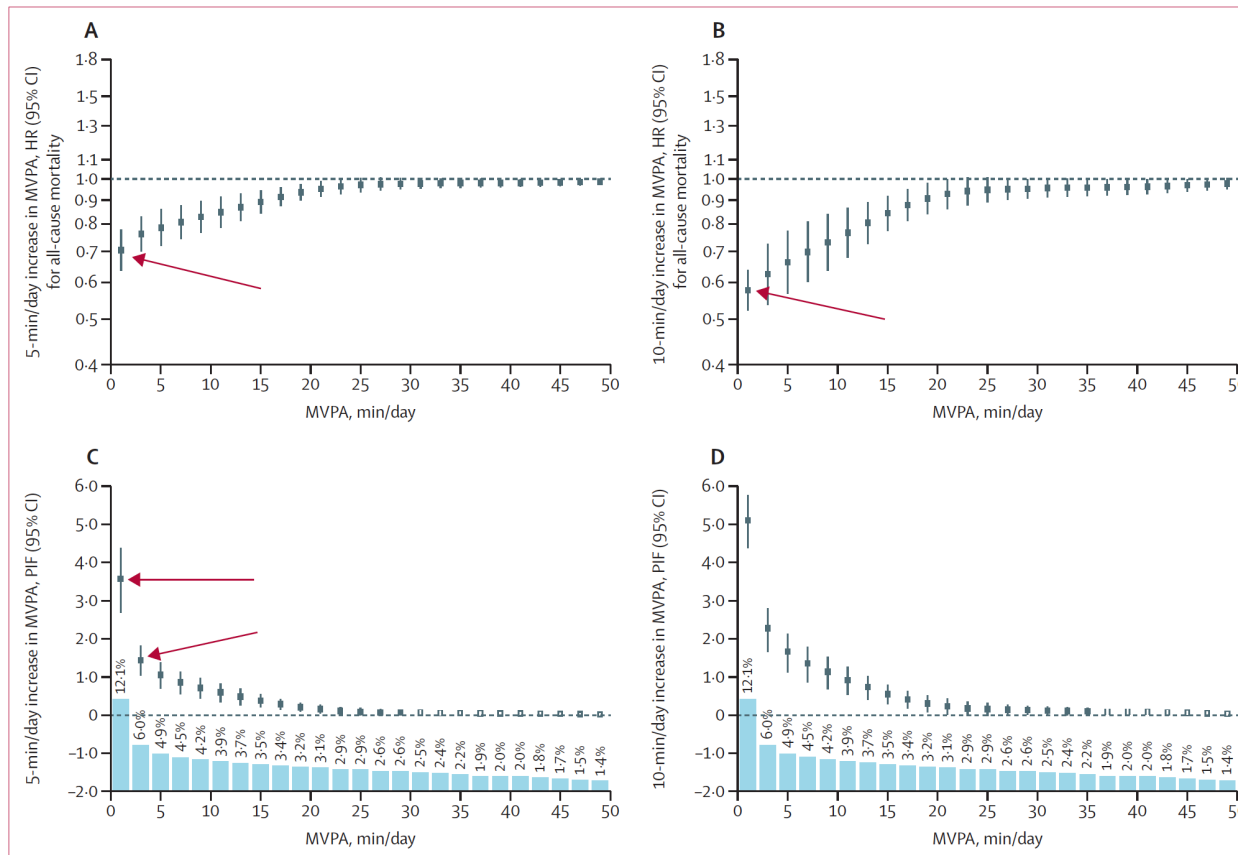 A
5-min/day increase in MVPA, HR (95% CI)
for all-cause mortality
1·8
1·5
1·3
1·1
1·0
0·9
0·8
0·7
0·6
0·5
0·4
0 5 10 15 20 25 30 35 40 45 50
MVPA, min/day
B
10-min/day increase in MVPA, HR (95% CI)
for all-cause mortality
1·8
1·5
1·3
1·1
1·0
0·9
0·8
0·7
0·6
0·5
0·4
0 5 10 15 20 25 30 35 40 45 50
MVPA, min/day
C
5-min/day increase in MVPA, PIF (95% CI)
6·0
5·0
4·0
3·0
2·0
1·0
0
–1·0
–2·0
12·1% 6·0% 4·9% 4·5% 4·2% 3·9% 3·7% 3·5% 3·4% 3·2% 3·1% 2·9% 2·9% 2·6% 2·6% 2·5% 2·4% 2·2% 1·9% 2·0% 2·0% 1·8% 1·7% 1·5% 1·4%
0 5 10 15 20 25 30 35 40 45 50
MVPA, min/day
D
10-min/day increase in MVPA, PIF (95% CI)
6·0
5·0
4·0
3·0
2·0
1·0
0
–1·0
–2·0
12·1% 6·0% 4·9% 4·5% 4·2% 3·9% 3·7% 3·5% 3·4% 3·2% 3·1% 2·9% 2·9% 2·6% 2·6% 2·5% 2·4% 2·2% 1·9% 2·0% 2·0% 1·8% 1·7% 1·5% 1·4%
0 5 10 15 20 25 30 35 40 45 50
MVPA, min/day